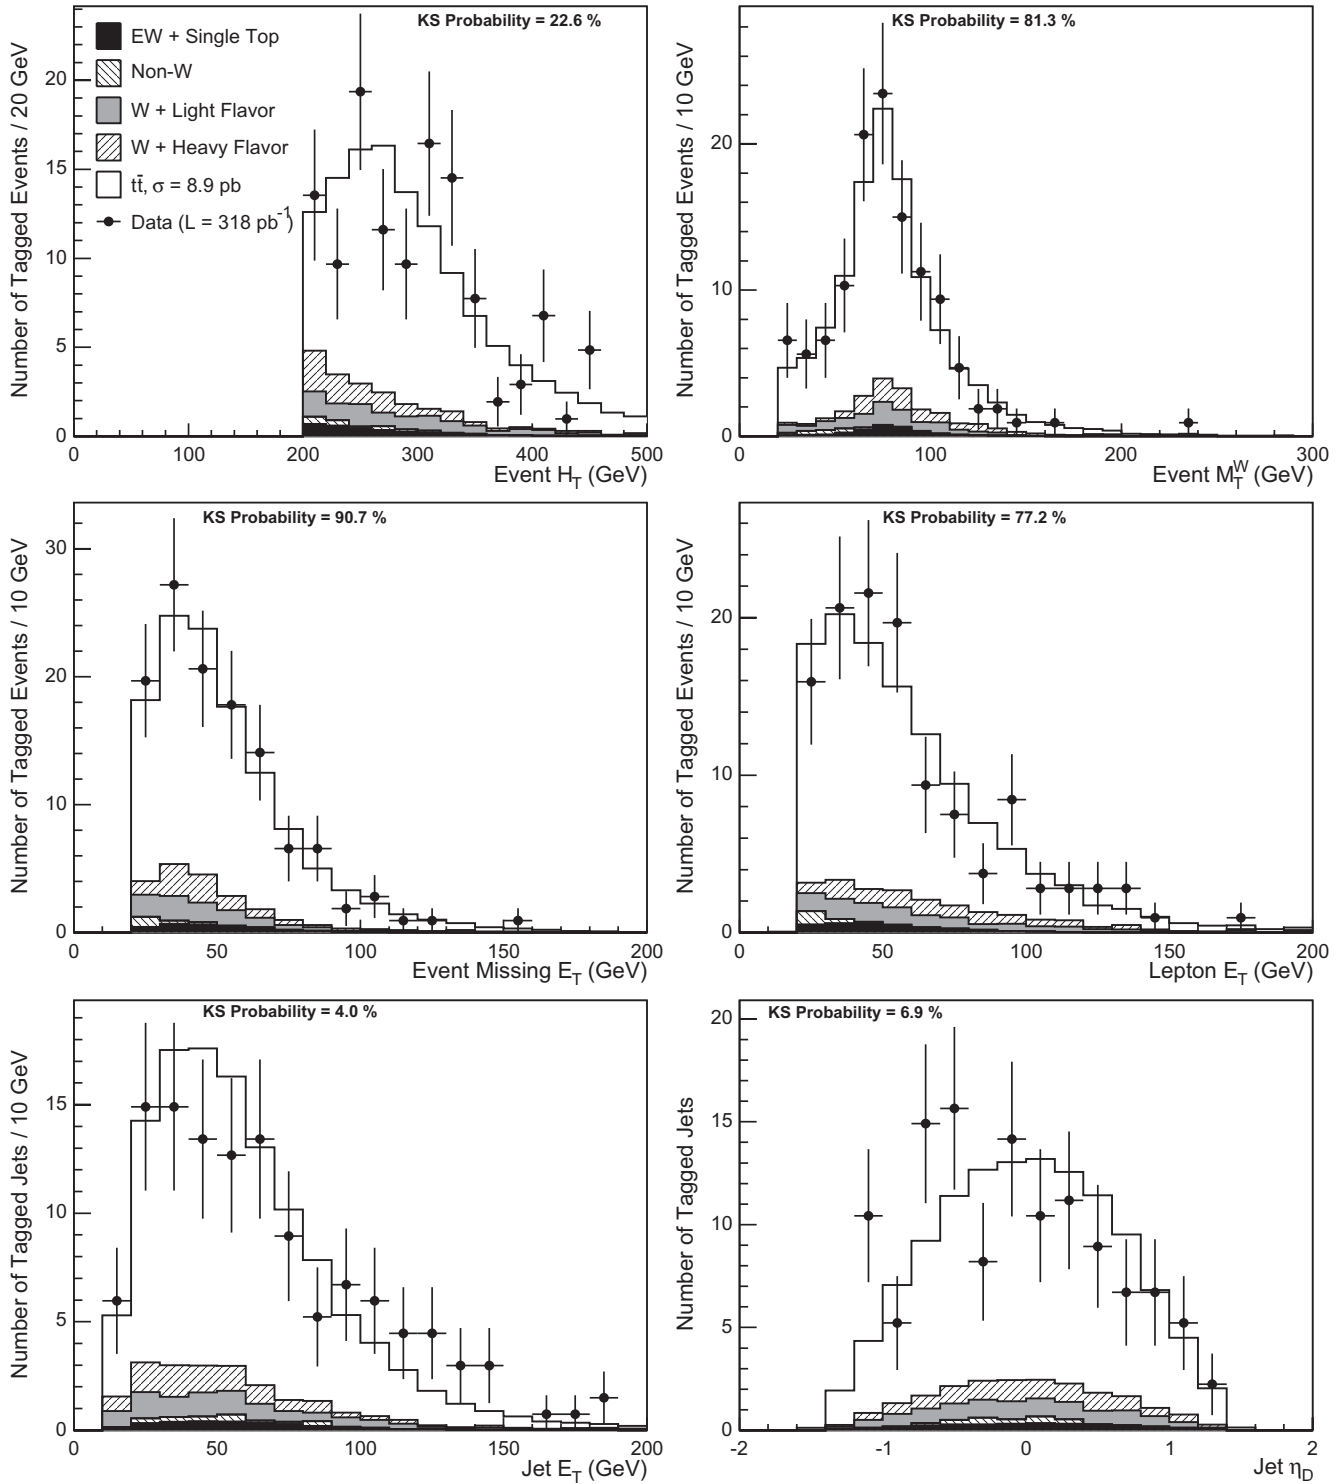 KS Probability = 22.6 %
EW + Single Top
Non-W
W + Light Flavor
W + Heavy Flavor
tt̄, σ = 8.9 pb
Data (L = 318 pb⁻¹)
Number of Tagged Events / 20 GeV
20
15
10
5
0
0 100 200 300 400 500
Event H_T (GeV)
KS Probability = 81.3 %
Number of Tagged Events / 10 GeV
20
10
0
0 100 200 300
Event M_T^W (GeV)
KS Probability = 90.7 %
Number of Tagged Events / 10 GeV
30
20
10
0
0 50 100 150 200
Event Missing E_T (GeV)
KS Probability = 77.2 %
Number of Tagged Events / 10 GeV
20
10
0
0 50 100 150 200
Lepton E_T (GeV)
KS Probability = 4.0 %
Number of Tagged Jets / 10 GeV
15
10
5
0
0 50 100 150 200
Jet E_T (GeV)
KS Probability = 6.9 %
Number of Tagged Jets
20
15
10
5
0
-2 -1 0 1 2
Jet η_D